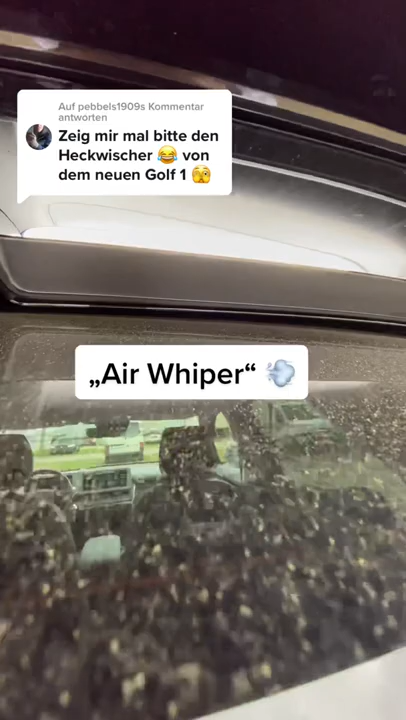 Auf pebbels1909s Kommentar
antworten
Zeig mir mal bitte den
Heckwischer 😂 von
dem neuen Golf 1 🫣
„Air Whiper“ 💨